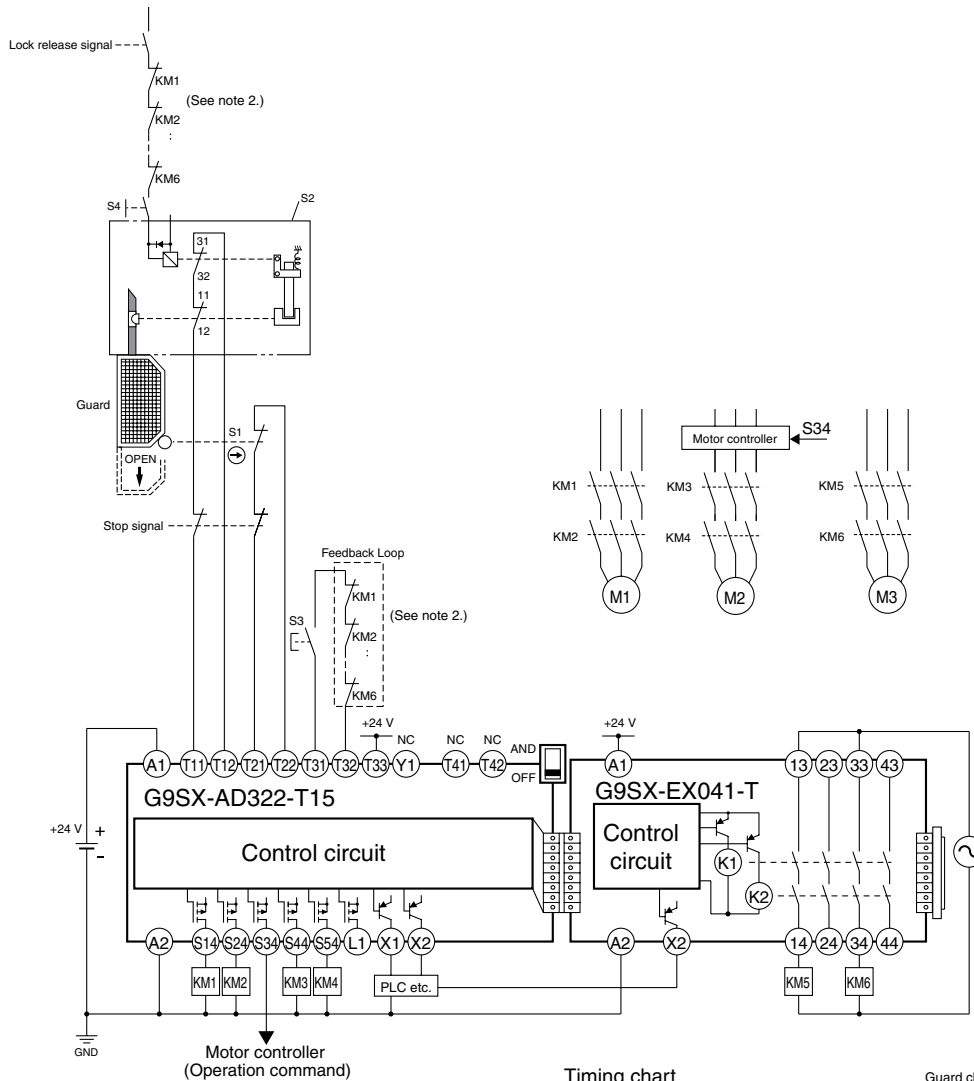 Lock release signal
KM1
(See note 2.)
KM2
:
KM6
S4
S2
31
32
11
12
Guard
OPEN
S1
Stop signal
Feedback Loop
KM1
(See note 2.)
S3
KM2
:
KM6
Motor controller
S34
KM1
KM3
KM5
KM2
KM4
KM6
M1
M2
M3
+24 V
NC
NC
NC
AND
OFF
+24 V
A1
T11
T12
T21
T22
T31
T32
T33
Y1
T41
T42
A1
13
23
33
43
G9SX-AD322-T15
G9SX-EX041-T
+24 V
+
-
Control circuit
Control
circuit
K1
K2
A2
S14
S24
S34
S44
S54
L1
X1
X2
A2
X2
14
24
34
44
KM1
KM2
KM3
KM4
PLC etc.
KM5
KM6
GND
Motor controller
(Operation command)
Timing chart
Guard cl